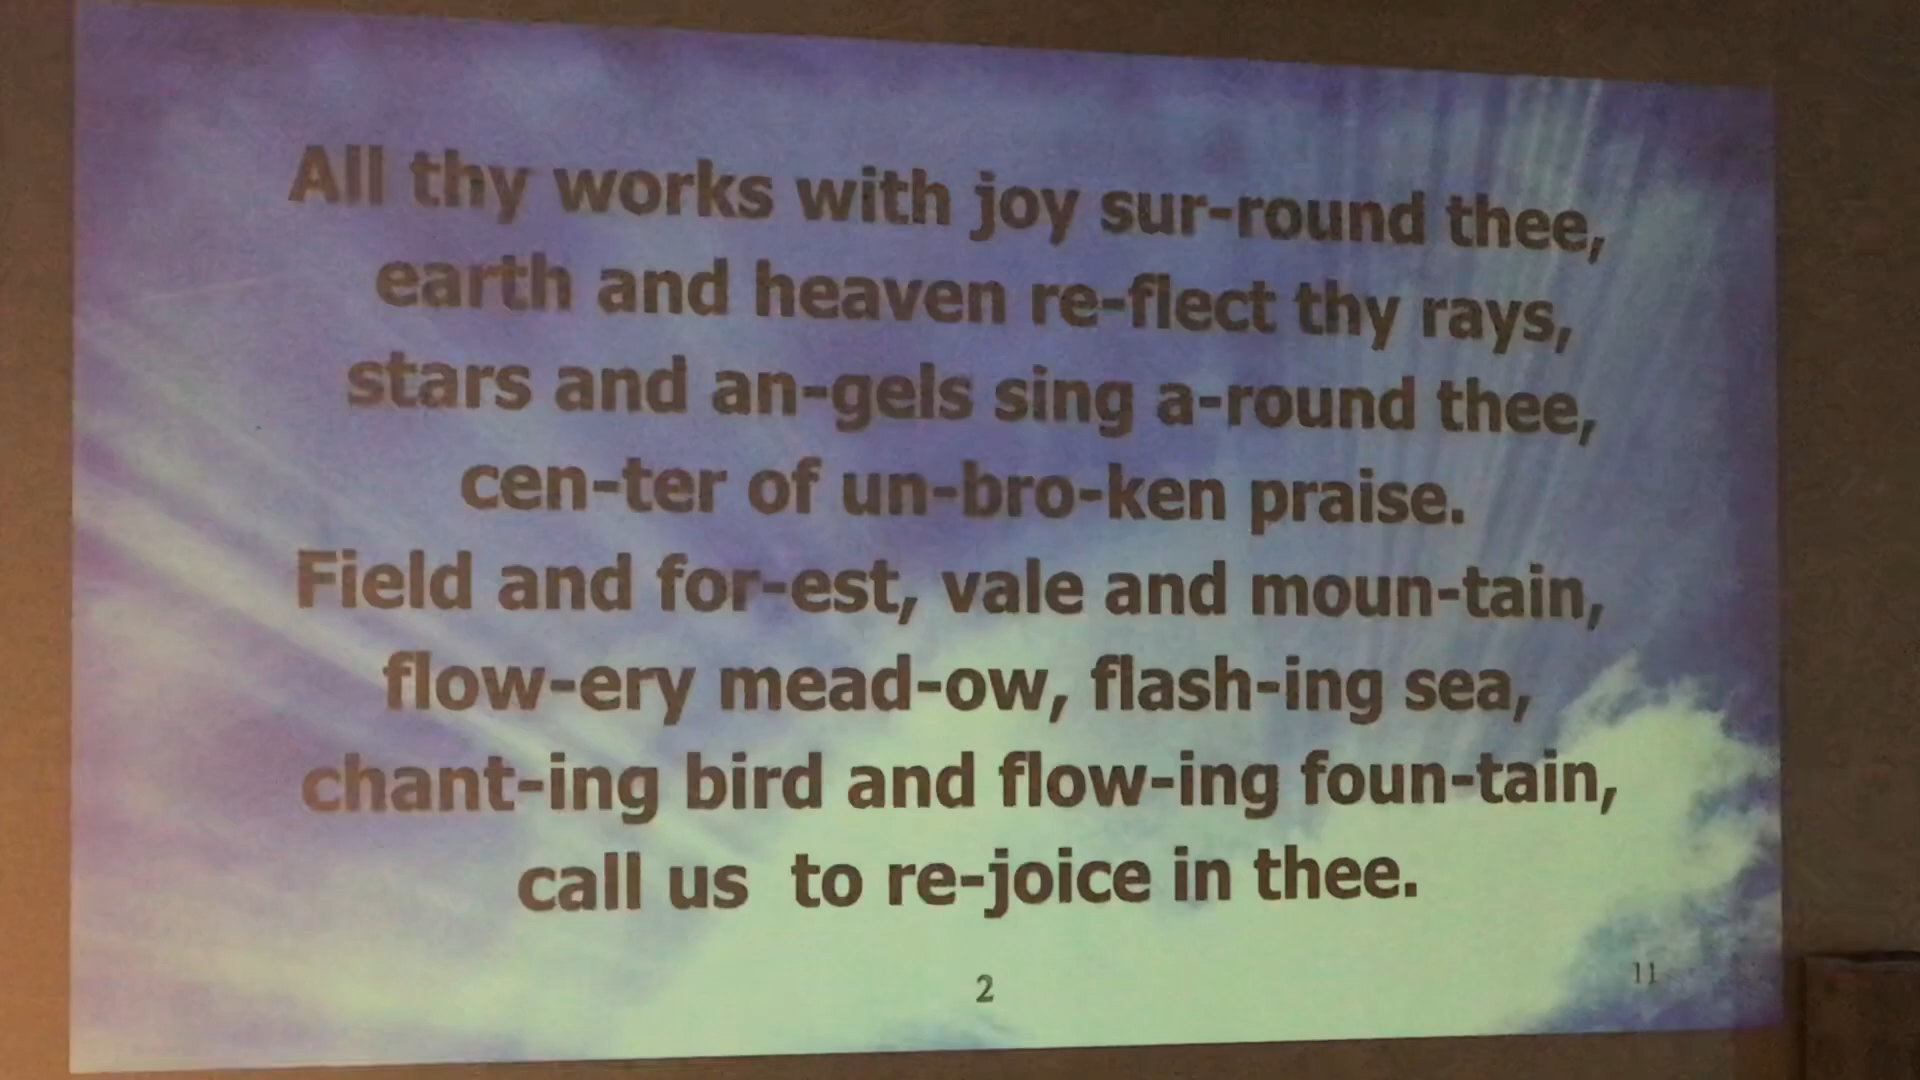 All thy works with joy sur-round thee,
earth and heaven re-flect thy rays,
stars and an-gels sing a-round thee,
cen-ter of un-bro-ken praise.
Field and for-est, vale and moun-tain,
flow-ery mead-ow, flash-ing sea,
chant-ing bird and flow-ing foun-tain,
call us  to re-joice in thee.
2
11